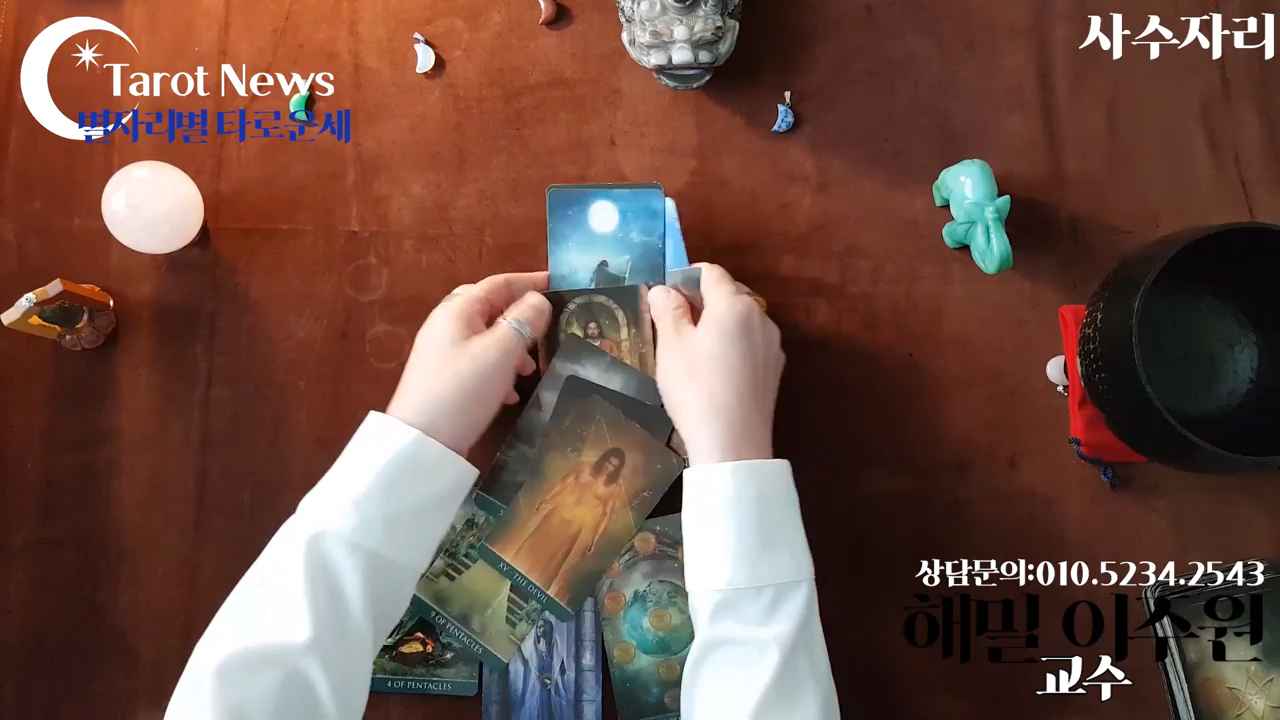 Tarot News
별자리별 타로운세
사수자리
XV - THE DEVIL
9 OF PENTACLES
4 OF PENTACLES
상담문의:010.5234.2543
해밀 이수원
교수